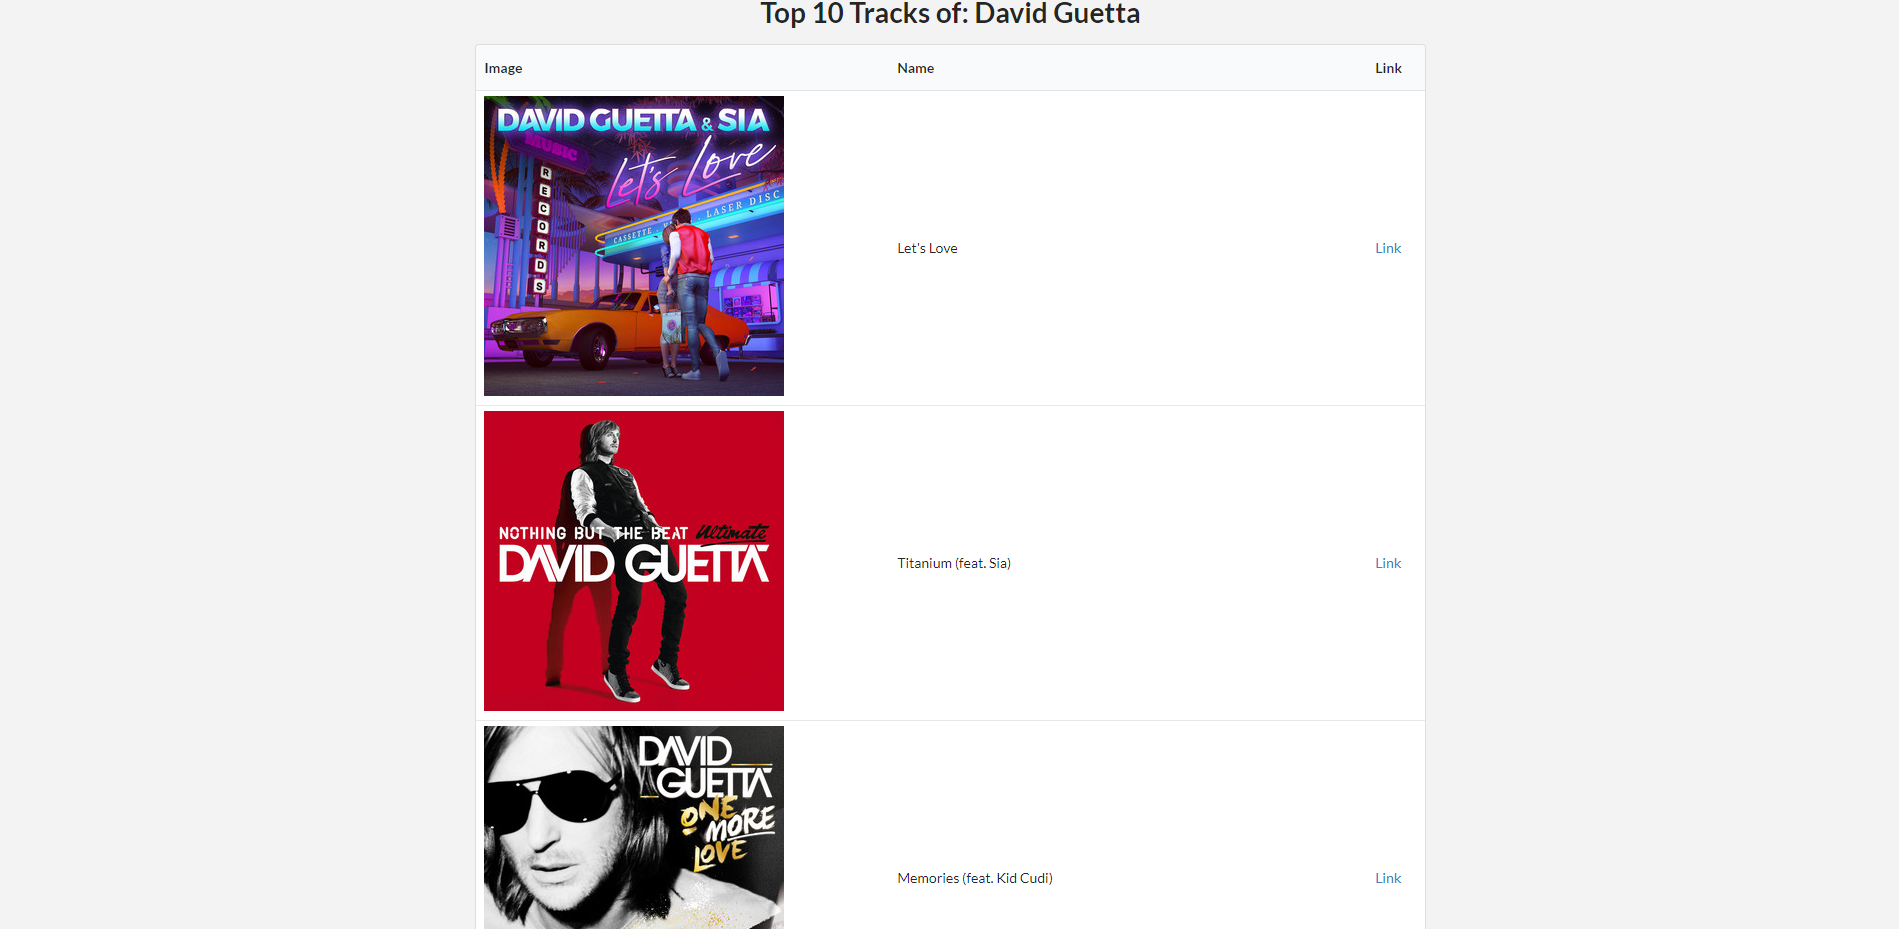 Top 10 Tracks of: David Guetta
Image Name Link
DAVID GUETTA & SIA
MUSIC
Let's Love
RECORDS
LASER DISC
CASSETTE
Let's Love
Link
NOTHING BUT THE BEAT Ultimate
DAVID GUETTA
Titanium (feat. Sia)
Link
DAVID
GUETTA
ONE
MORE
LOVE
Memories (feat. Kid Cudi)
Link